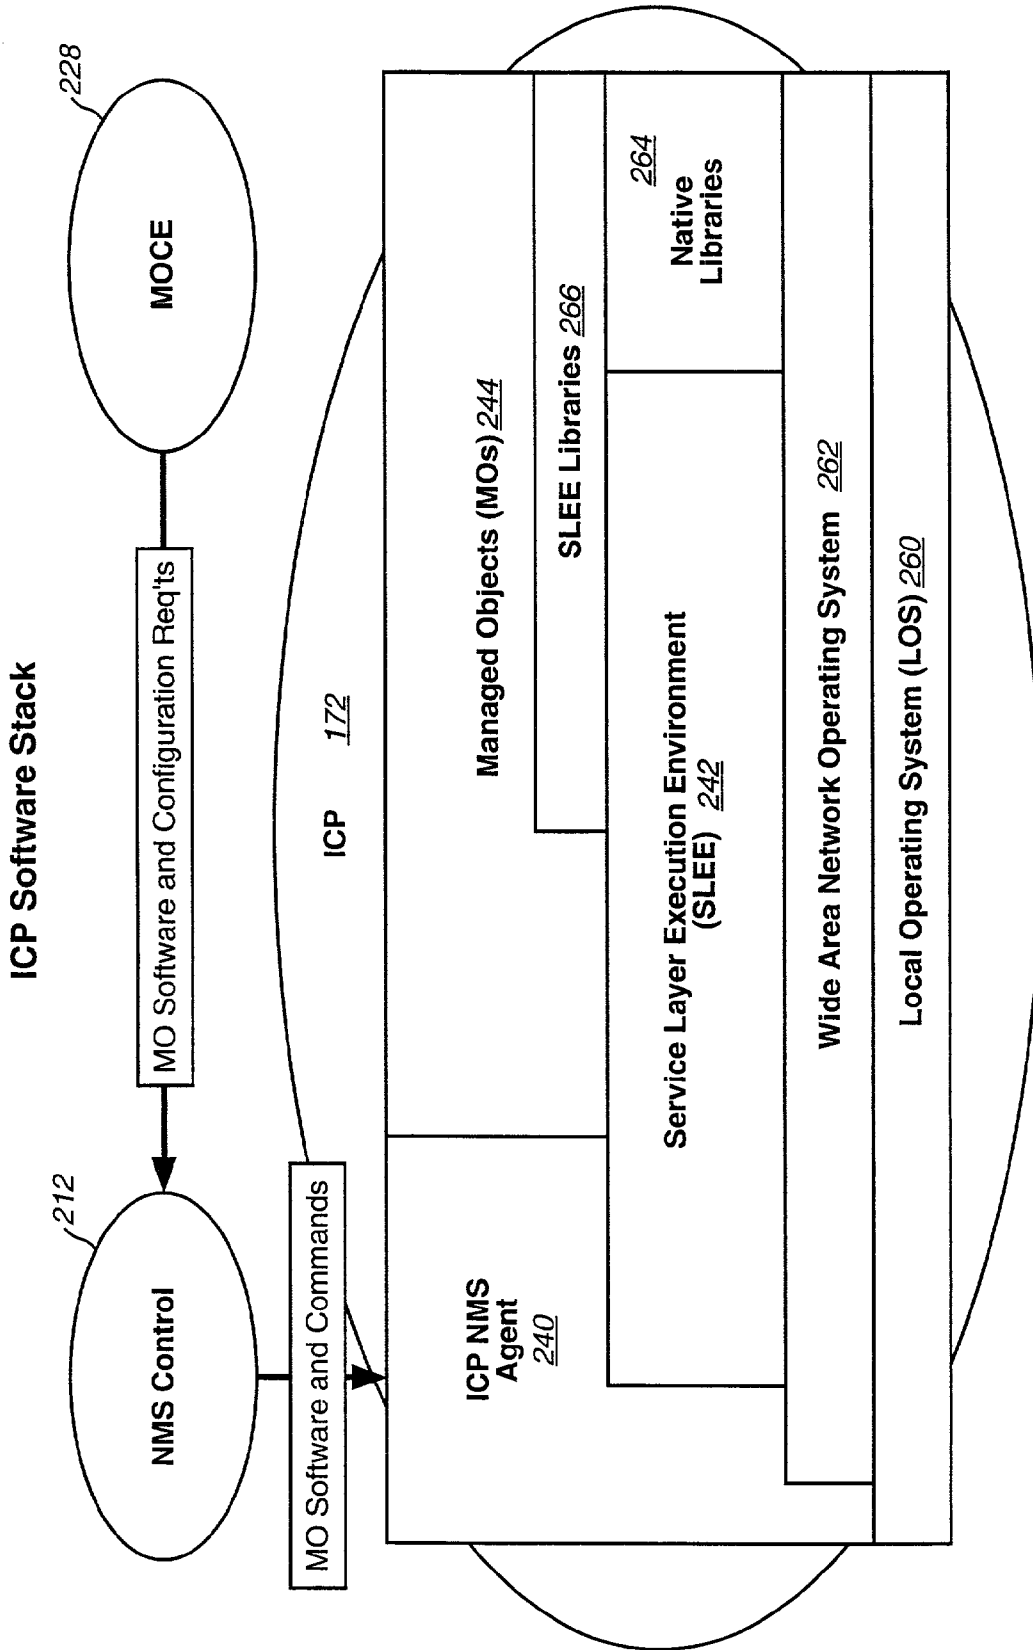 ICP Software Stack
212
NMS Control
MO Software and Configuration Req'ts
228
MOCE
MO Software and Commands
ICP 172
ICP NMS
Agent
240
Managed Objects (MOs) 244
SLEE Libraries 266
Service Layer Execution Environment
(SLEE) 242
264
Native
Libraries
Wide Area Network Operating System 262
Local Operating System (LOS) 260